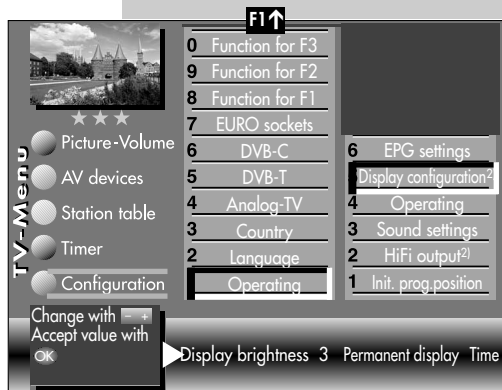 F1↑
TV-Menu
Picture-Volume
AV devices
Station table
Timer
Configuration
0 Function for F3
9 Function for F2
8 Function for F1
7 EURO sockets
6 DVB-C
5 DVB-T
4 Analog-TV
3 Country
2 Language
Operating
6 EPG settings
Display configuration2
4 Operating
3 Sound settings
2 HiFi output2)
1 Init. prog.position
Change with - +
Accept value with
OK
Display brightness 3 Permanent display Time